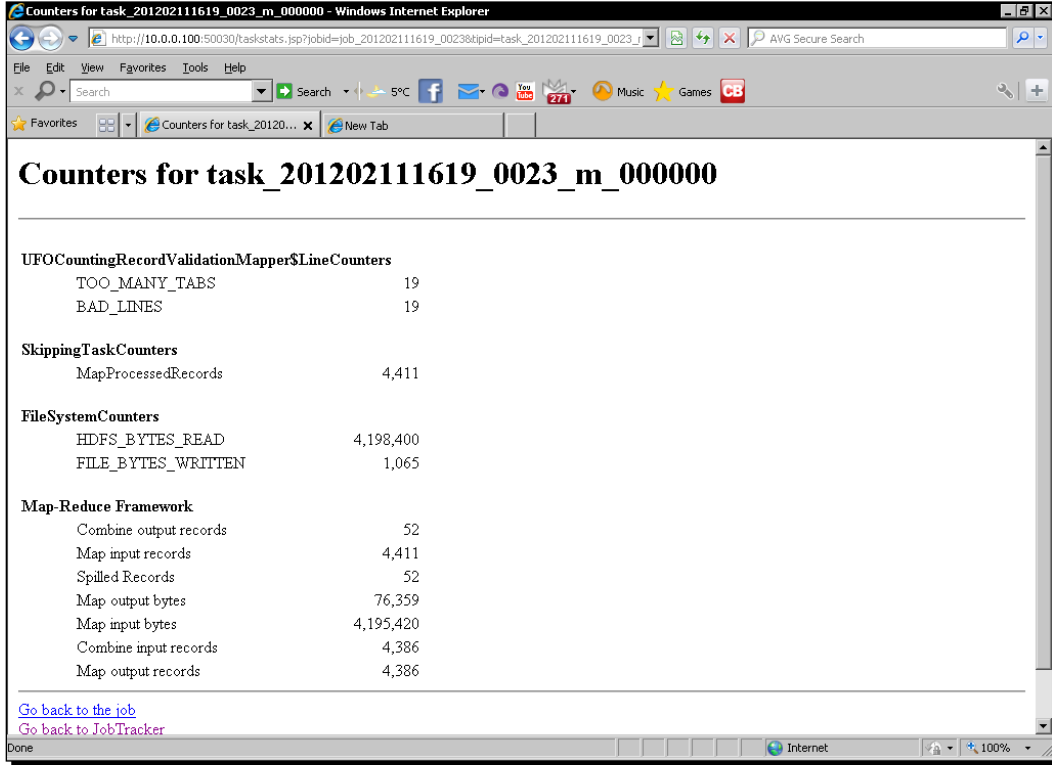 Counters for task_201202111619_0023_m_000000 - Windows Internet Explorer
http://10.0.0.100:50030/taskstats.jsp?jobid=job_201202111619_0023&tipid=task_201202111619_0023_r
AVG Secure Search
File Edit View Favorites Tools Help
Search Search 5°C f You Tube 271 Music Games CB
Favorites Counters for task_20120... New Tab
Counters for task_201202111619_0023_m_000000
UFOCountingRecordValidationMapper$LineCounters
TOO_MANY_TABS 19
BAD_LINES 19
SkippingTaskCounters
MapProcessedRecords 4,411
FileSystemCounters
HDFS_BYTES_READ 4,198,400
FILE_BYTES_WRITTEN 1,065
Map-Reduce Framework
Combine output records 52
Map input records 4,411
Spilled Records 52
Map output bytes 76,359
Map input bytes 4,195,420
Combine input records 4,386
Map output records 4,386
Go back to the job
Go back to JobTracker
Done Internet 100%